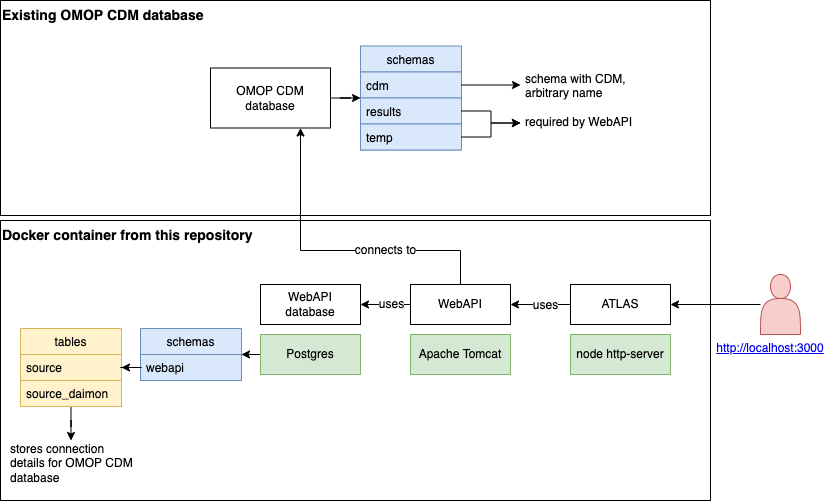 Existing OMOP CDM database
OMOP CDM
database
schemas
cdm
results
temp
schema with CDM,
arbitrary name
required by WebAPI
Docker container from this repository
connects to
WebAPI
database
uses
WebAPI
uses
ATLAS
Postgres
Apache Tomcat
node http-server
http://localhost:3000
tables
source
source_daimon
schemas
webapi
stores connection
details for OMOP CDM
database